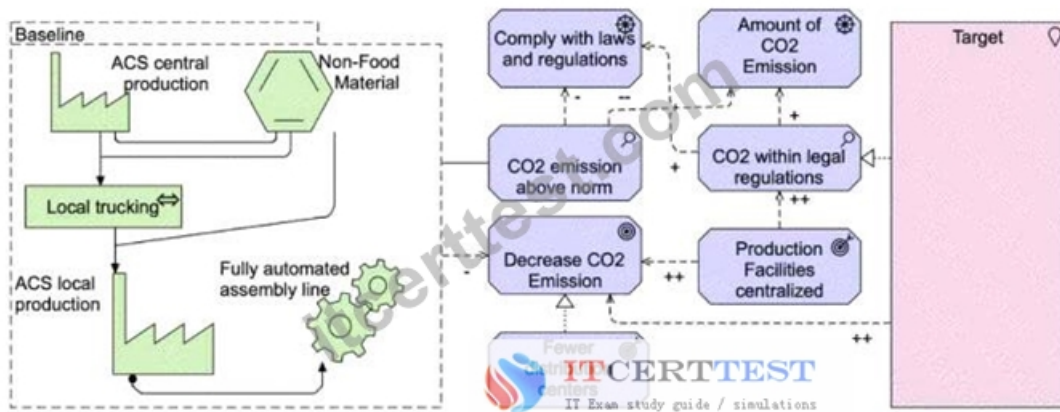 Baseline
ACS central
production
Non-Food
Material
Local trucking
ACS local
production
Fully automated
assembly line
Comply with laws
and regulations
Amount of
CO2
Emission
Target
-
--
+
+
CO2 emission
above norm
CO2 within legal
regulations
++
Decrease CO2
Emission
-
++
Production
Facilities
centralized
++
Fewer
distribution
centers
ITCERTTEST
IT Exam study guide / simulations
itcerttest.com